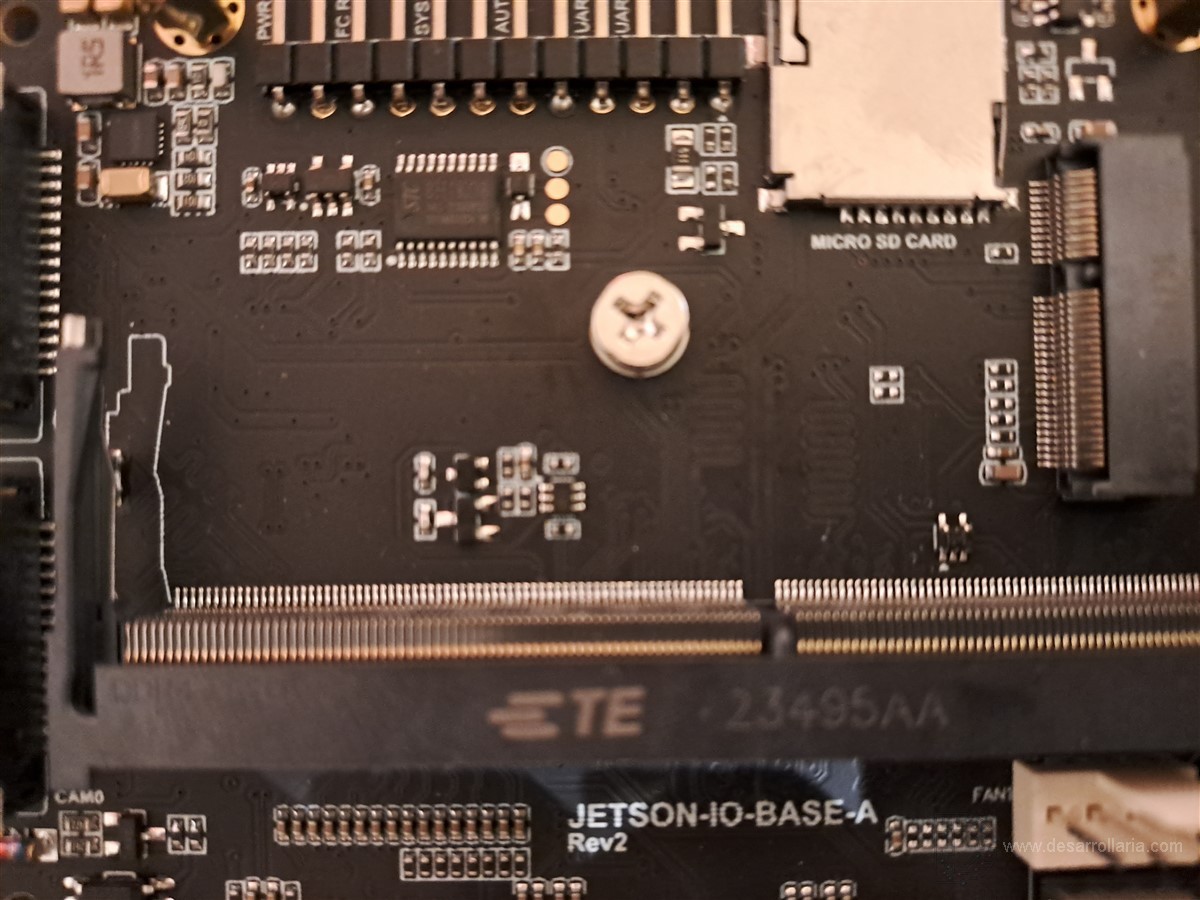 PWR
FC R
SYS
AUT
UAR
UAR
1R5
MICRO SD CARD
TE 23495AA
CAM0
FAN1
JETSON-IO-BASE-A
Rev2
www.desarrollaria.com